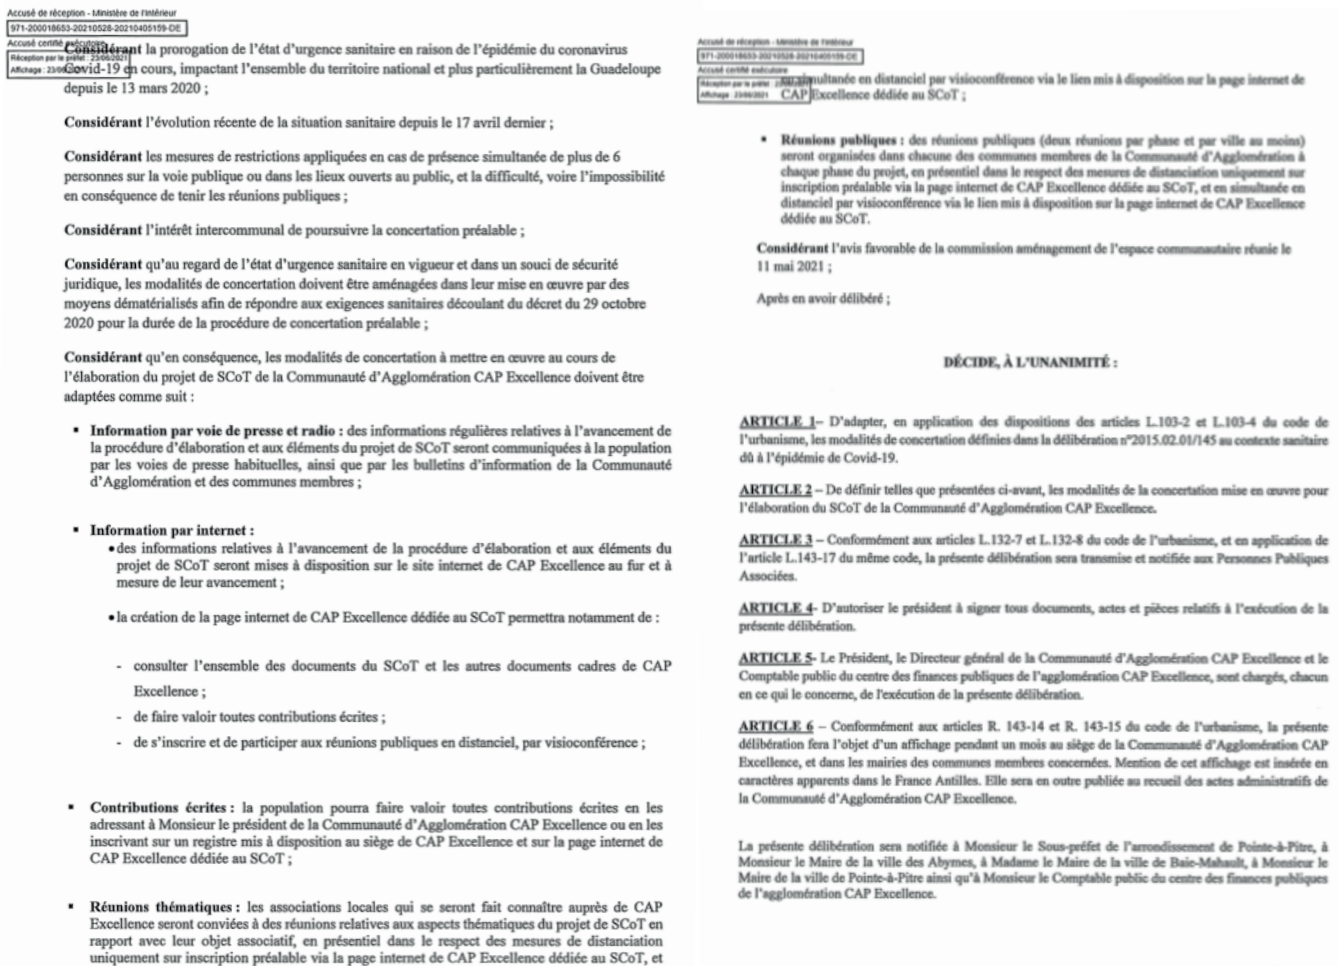 Accusé de réception - Ministère de l'Intérieur
971-200018653-20210528-20210405159-DE
Accusé certifié exécutoire
Réception par le préfet : 23/06/2021
Affichage : 23/06/2021
Considérant la prorogation de l'état d'urgence sanitaire en raison de l'épidémie du coronavirus
Covid-19 en cours, impactant l'ensemble du territoire national et plus particulièrement la Guadeloupe
depuis le 13 mars 2020 ;
Considérant l'évolution récente de la situation sanitaire depuis le 17 avril dernier ;
Considérant les mesures de restrictions appliquées en cas de présence simultanée de plus de 6
personnes sur la voie publique ou dans les lieux ouverts au public, et la difficulté, voire l'impossibilité
en conséquence de tenir les réunions publiques ;
Considérant l'intérêt intercommunal de poursuivre la concertation préalable ;
Considérant qu'au regard de l'état d'urgence sanitaire en vigueur et dans un souci de sécurité
juridique, les modalités de concertation doivent être aménagées dans leur mise en œuvre par des
moyens dématérialisés afin de répondre aux exigences sanitaires découlant du décret du 29 octobre
2020 pour la durée de la procédure de concertation préalable ;
Considérant qu'en conséquence, les modalités de concertation à mettre en œuvre au cours de
l'élaboration du projet de SCoT de la Communauté d'Agglomération CAP Excellence doivent être
adaptées comme suit :
▪ Information par voie de presse et radio : des informations régulières relatives à l'avancement de
la procédure d'élaboration et aux éléments du projet de SCoT seront communiquées à la population
par les voies de presse habituelles, ainsi que par les bulletins d'information de la Communauté
d'Agglomération et des communes membres ;
▪ Information par internet :
• des informations relatives à l'avancement de la procédure d'élaboration et aux éléments du
projet de SCoT seront mises à disposition sur le site internet de CAP Excellence au fur et à
mesure de leur avancement ;
• la création de la page internet de CAP Excellence dédié au SCoT permettra notamment de :
- consulter l'ensemble des documents du SCoT et les autres documents cadres de CAP
Excellence ;
- de faire valoir toutes contributions écrites ;
- de s'inscrire et de participer aux réunions publiques en distanciel, par visioconférence ;
▪ Contributions écrites : la population pourra faire valoir toutes contributions écrites en les
adressant à Monsieur le président de la Communauté d'Agglomération CAP Excellence ou en les
inscrivant sur un registre mis à disposition au siège de CAP Excellence et sur la page internet de
CAP Excellence dédiée au SCoT ;
▪ Réunions thématiques : les associations locales qui se seront fait connaître auprès de CAP
Excellence seront conviées à des réunions relatives aux aspects thématiques du projet de SCoT en
rapport avec leur objet associatif, en présentiel dans le respect des mesures de distanciation
uniquement sur inscription préalable via la page internet de CAP Excellence dédiée au SCoT, et
Accusé de réception - Ministère de l'Intérieur
971-200018653-20210528-20210405159-DE
Accusé certifié exécutoire
Réception par le préfet : 23/06/2021
Affichage : 23/06/2021
en simultanée en distanciel par visioconférence via le lien mis à disposition sur la page internet de
CAP Excellence dédiée au SCoT ;
▪ Réunions publiques : des réunions publiques (deux réunions par phase et par ville au moins)
seront organisées dans chacune des communes membres de la Communauté d'Agglomération à
chaque phase du projet, en présentiel dans le respect des mesures de distanciation uniquement sur
inscription préalable via la page internet de CAP Excellence dédiée au SCoT, et en simultanée en
distanciel par visioconférence via le lien mis à disposition sur la page internet de CAP Excellence
dédiée au SCoT.
Considérant l'avis favorable de la commission aménagement de l'espace communautaire réunie le
11 mai 2021 ;
Après en avoir délibéré ;
DÉCIDE, À L'UNANIMITÉ :
ARTICLE 1– D'adapter, en application des dispositions des articles L.103-2 et L.103-4 du code de
l'urbanisme, les modalités de concertation définies dans la délibération n°2015.02.01/145 au contexte sanitaire
dû à l'épidémie de Covid-19.
ARTICLE 2 – De définir telles que présentées ci-avant, les modalités de la concertation mise en œuvre pour
l'élaboration du SCoT de la Communauté d'Agglomération CAP Excellence.
ARTICLE 3 – Conformément aux articles L.132-7 et L.132-8 du code de l'urbanisme, et en application de
l'article L.143-17 du même code, la présente délibération sera transmise et notifiée aux Personnes Publiques
Associées.
ARTICLE 4- D'autoriser le président à signer tous documents, actes et pièces relatifs à l'exécution de la
présente délibération.
ARTICLE 5- Le Président, le Directeur général de la Communauté d'Agglomération CAP Excellence et le
Comptable public du centre des finances publiques de l'agglomération CAP Excellence, sont chargés, chacun
en ce qui le concerne, de l'exécution de la présente délibération.
ARTICLE 6 – Conformément aux articles R. 143-14 et R. 143-15 du code de l'urbanisme, la présente
délibération fera l'objet d'un affichage pendant un mois au siège de la Communauté d'Agglomération CAP
Excellence, et dans les mairies des communes membres concernées. Mention de cet affichage est insérée en
caractères apparents dans le France Antilles. Elle sera en outre publiée au recueil des actes administratifs de
la Communauté d'Agglomération CAP Excellence.
La présente délibération sera notifiée à Monsieur le Sous-préfet de l'arrondissement de Pointe-à-Pitre, à
Monsieur le Maire de la ville des Abymes, à Madame le Maire de la ville de Baie-Mahault, à Monsieur le
Maire de la ville de Pointe-à-Pitre ainsi qu'à Monsieur le Comptable public du centre des finances publiques
de l'agglomération CAP Excellence.